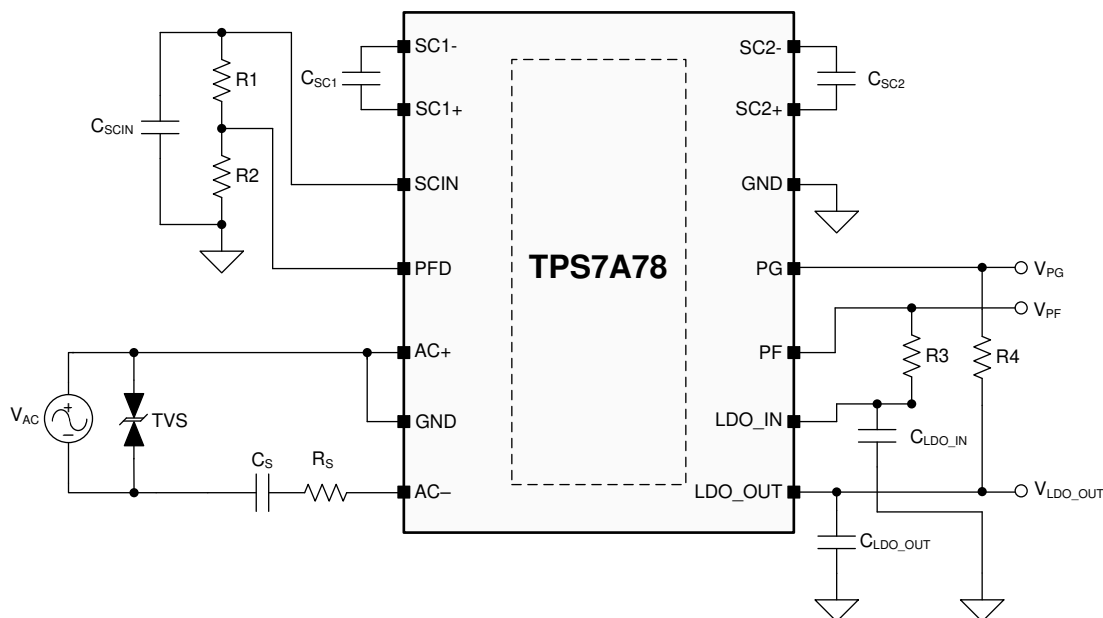 SC1-
SC2-
R1
C_SC1
C_SC2
SC1+
SC2+
C_SCIN
R2
SCIN
GND
PFD
TPS7A78
PG
V_PG
V_PF
AC+
PF
R3
R4
V_AC
+
−
TVS
GND
LDO_IN
C_LDO_IN
C_S
R_S
AC−
LDO_OUT
V_LDO_OUT
C_LDO_OUT